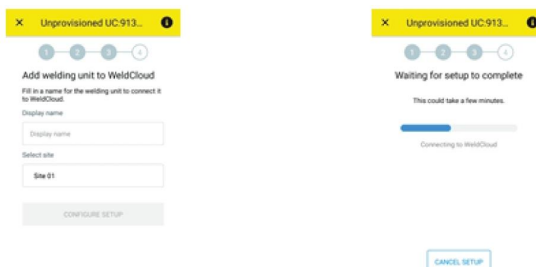 × Unprovisioned UC:913... i
1 2 3 4
Add welding unit to WeldCloud
Fill in a name for the welding unit to connect it
to WeldCloud.
Display name
Display name
Select site
Site 01
CONFIGURE SETUP
× Unprovisioned UC:913... i
1 2 3 4
Waiting for setup to complete
This could take a few minutes.
Connecting to WeldCloud
CANCEL SETUP